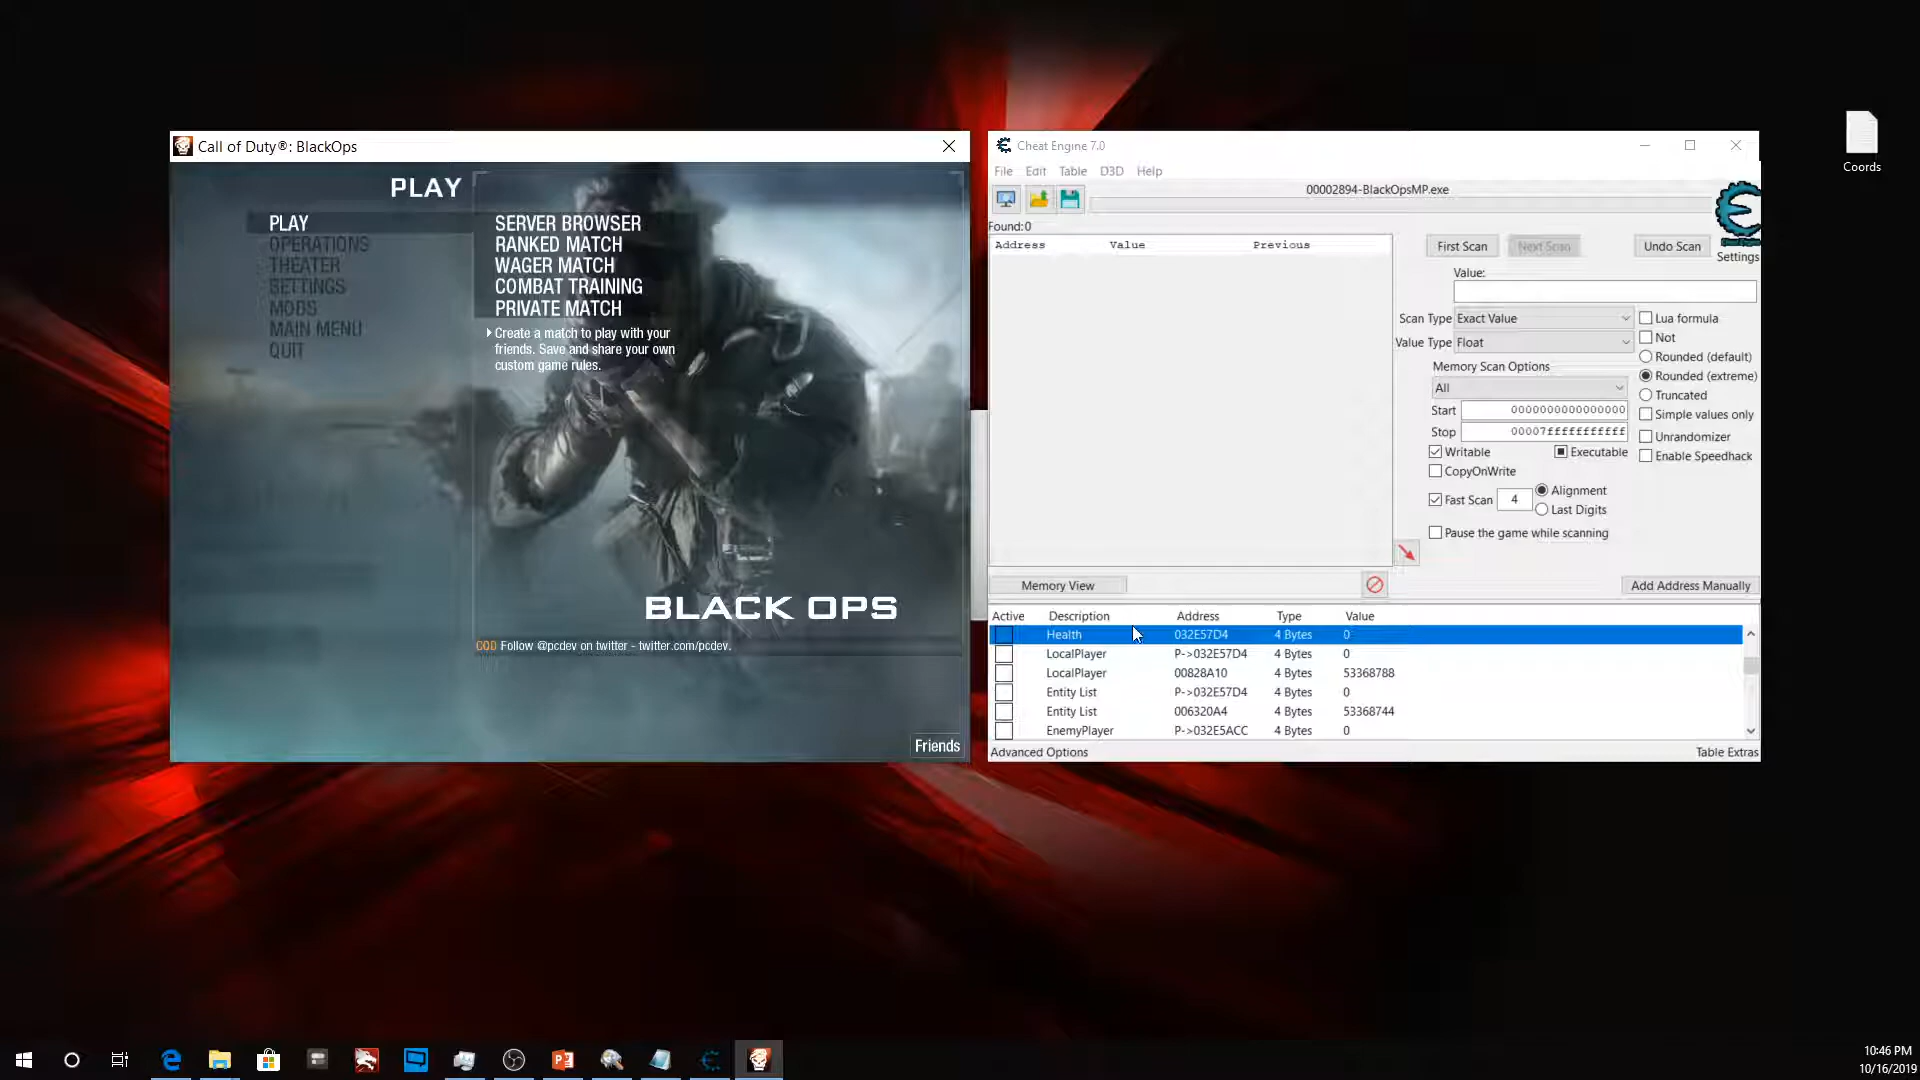 Coords
Call of Duty®: BlackOps
PLAY
PLAY
OPERATIONS
THEATER
SETTINGS
MOBS
MAIN MENU
QUIT
SERVER BROWSER
RANKED MATCH
WAGER MATCH
COMBAT TRAINING
PRIVATE MATCH
Create a match to play with your
friends. Save and share your own
custom game rules.
BLACK OPS
COD Follow @pcdev on twitter - twitter.com/pcdev.
Friends
Cheat Engine 7.0
File Edit Table D3D Help
00002894-BlackOpsMP.exe
Found:0
Address Value Previous
First Scan Next Scan Undo Scan
Settings
Value:
Scan Type Exact Value
Lua formula
Not
Value Type Float
Rounded (default)
Memory Scan Options
Rounded (extreme)
All
Truncated
Start 0000000000000000
Simple values only
Stop 00007fffffffffff
Unrandomizer
Writable Executable
Enable Speedhack
CopyOnWrite
Fast Scan 4 Alignment
Last Digits
Pause the game while scanning
Memory View Add Address Manually
Active Description Address Type Value
Health 032E57D4 4 Bytes 0
LocalPlayer P->032E57D4 4 Bytes 0
LocalPlayer 00828A10 4 Bytes 53368788
Entity List P->032E57D4 4 Bytes 0
Entity List 006320A4 4 Bytes 53368744
EnemyPlayer P->032E5ACC 4 Bytes 0
Advanced Options Table Extras
10:46 PM
10/16/2019